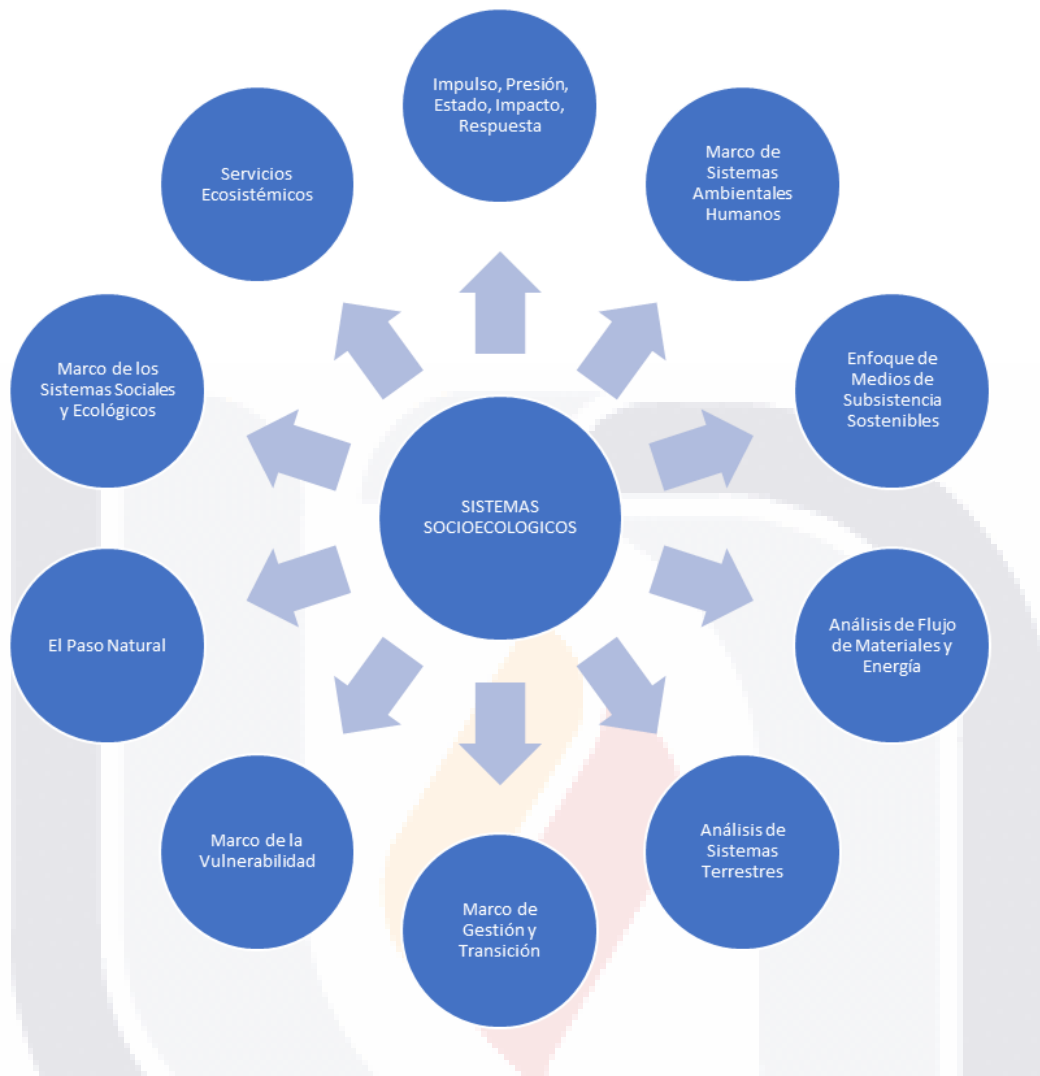 Impulso, Presión,
Estado, Impacto,
Respuesta
Marco de
Sistemas
Ambientales
Humanos
Enfoque de
Medios de
Subsistencia
Sostenibles
Análisis de Flujo
de Materiales y
Energía
Análisis de
Sistemas
Terrestres
Marco de
Gestión y
Transición
Marco de la
Vulnerabilidad
El Paso Natural
Marco de los
Sistemas Sociales
y Ecológicos
Servicios
Ecosistémicos
SISTEMAS
SOCIOECOLOGICOS